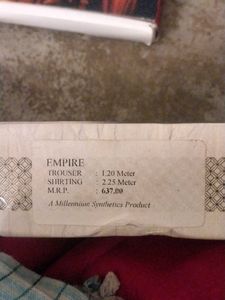 EMPIRE
TROUSER : 1.20 Meter
SHIRTING : 2.25 Meter
M.R.P. : 637.00
A Millennium Synthetics Product